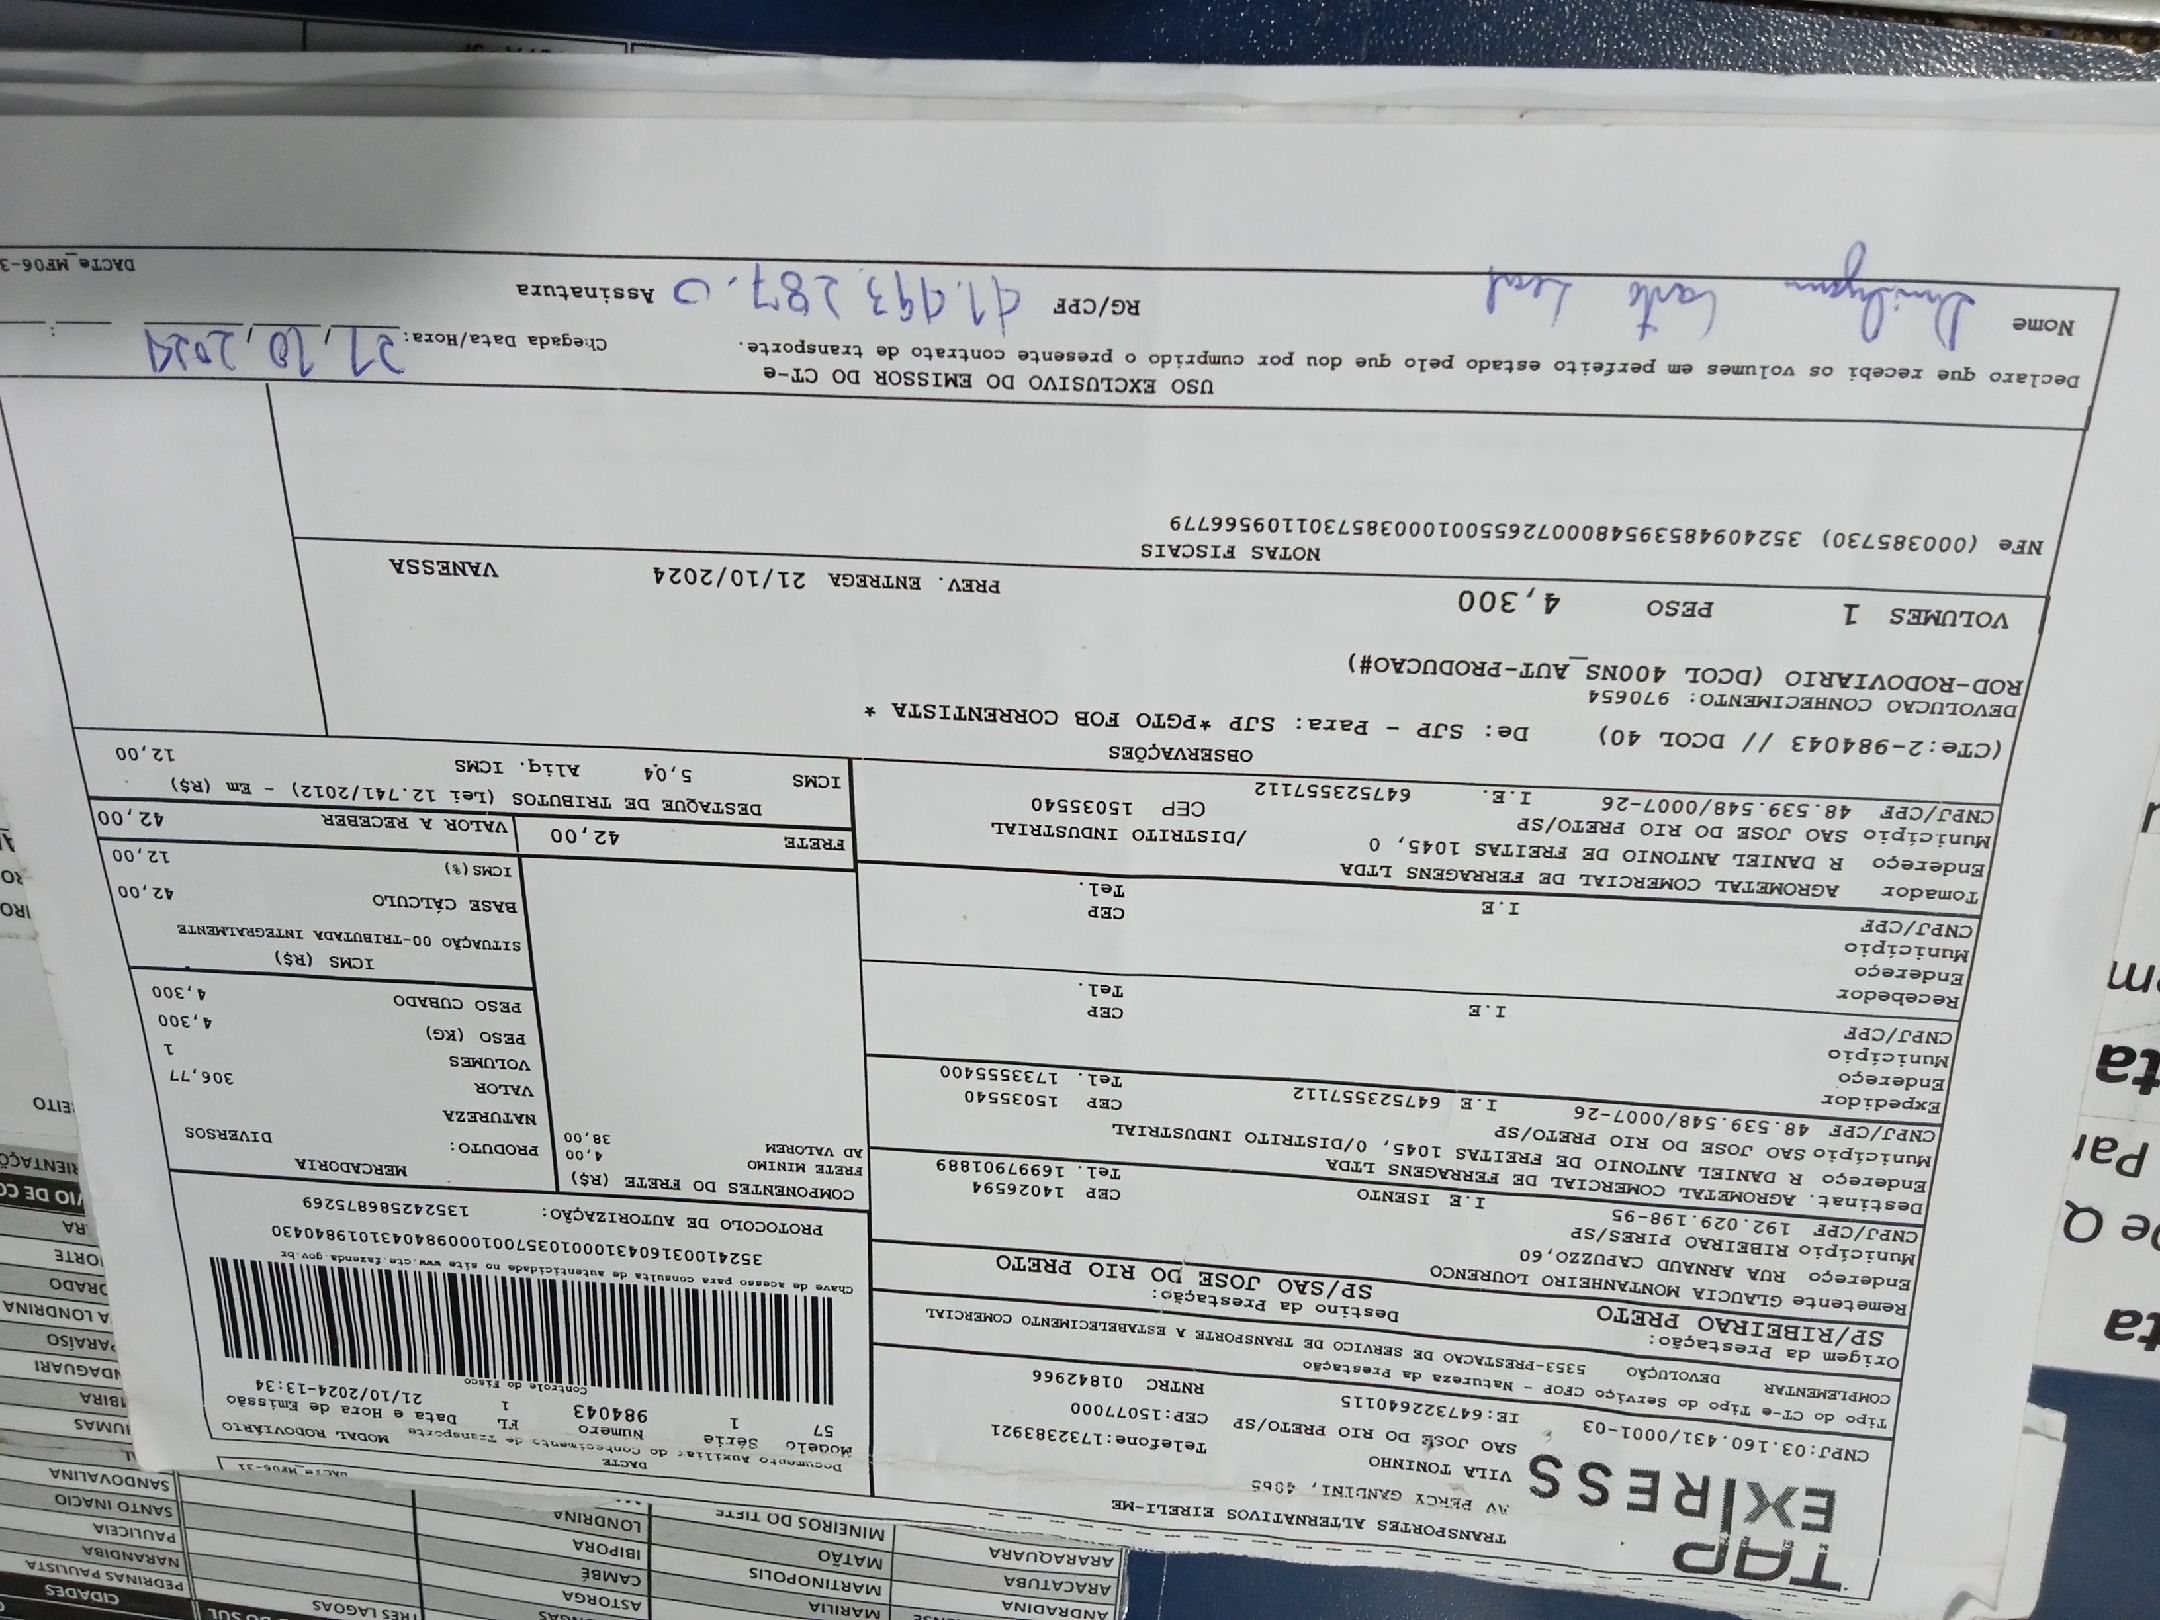 TAP
EXPRESS
TRANSPORTES ALTERNATIVOS EIRELI-ME
AV PERCY GANDINI,
VILA TONINHO
SAO JOSE DO RIO PRETO/SP CEP:15077000
Telefone:1732383921
CNPJ:03.160.431/0001-03 IE:647322640115 RNTRC 01842966
Tipo do CT-e Tipo do Serviço CFOP - Natureza da Prestação
COMPLEMENTAR DEVOLUÇÃO 5353-PRESTACAO DE SERVICO DE TRANSPORTE A ESTABELECIMENTO COMERCIAL
Origem da Prestação: Destino da Prestação:
SP/RIBEIRAO PRETO SP/SAO JOSE DO RIO PRETO
DACTE
DACTe_MF06-31
Documento Auxiliar do Conhecimento de Transporte MODAL RODOVIÁRIO
Modelo Série Número FL Data e Hora de Emissão
57 1 984043 1 21/10/2024-13:34
Controle do Fisco
Chave de acesso para consulta de autenticidade no site www.cte.fazenda.gov.br
35241003160431000103570010009840431019840430
PROTOCOLO DE AUTORIZAÇÃO: 135242586875269
Remetente GLAUCIA MONTANHEIRO LOURENCO
Endereço RUA ARNAUD CAPUZZO,60
Município RIBEIRAO PIRES/SP CEP 14026594
CNPJ/CPF 192.029.198-95 I.E ISENTO Tel. 16997901889
Destinat. AGROMETAL COMERCIAL DE FERRAGENS LTDA
Endereço R DANIEL ANTONIO DE FREITAS 1045, 0/DISTRITO INDUSTRIAL
Município SAO JOSE DO RIO PRETO/SP CEP 15035540
CNPJ/CPF 48.539.548/0007-26 I.E 647523557112 Tel. 1733555400
Expedidor
Endereço
Município CEP
CNPJ/CPF I.E Tel.
Recebedor
Endereço
Município CEP
CNPJ/CPF I.E Tel.
Tomador AGROMETAL COMERCIAL DE FERRAGENS LTDA
Endereço R DANIEL ANTONIO DE FREITAS 1045, 0 /DISTRITO INDUSTRIAL
Município SAO JOSE DO RIO PRETO/SP CEP 15035540
CNPJ/CPF 48.539.548/0007-26 I.E. 647523557112
COMPONENTES DO FRETE (R$)
FRETE MINIMO 4,00
AD VALOREM 38,00
MERCADORIA
PRODUTO: DIVERSOS
NATUREZA
VALOR 306,77
VOLUMES 1
PESO (KG) 4,300
PESO CUBADO 4,300
ICMS (R$)
SITUAÇÃO 00-TRIBUTADA INTEGRALMENTE
BASE CÁLCULO 42,00
ICMS(%) 12,00
FRETE 42,00 VALOR A RECEBER 42,00
DESTAQUE DE TRIBUTOS (Lei 12.741/2012) - Em (R$)
ICMS 5,04 Aliq. ICMS 12,00
OBSERVAÇÕES
(CTe:2-984043 // DCOL 40) De: SJP - Para: SJP *PGTO FOB CORRENTISTA *
DEVOLUCAO CONHECIMENTO: 970654
ROD-RODOVIARIO (DCOL 400NS_AUT-PRODUCAO#)
VOLUMES 1 PESO 4,300 PREV. ENTREGA 21/10/2024 VANESSA
NOTAS FISCAIS
NFe (000385730) 35240948539548000726550010003857301109566779
USO EXCLUSIVO DO EMISSOR DO CT-e
Declaro que recebi os volumes em perfeito estado pelo que dou por cumprido o presente contrato de transporte.
Chegada Data/Hora: 21/10/2024 :
Nome Leal RG/CPF 41.493.287.0 Assinatura
DACTe_MF06-3
CIDADES
PEDRINAS PAULISTA
NARANDIBA
PAULICEIA
SANTO INACIO
SANDOVALINA
TRES LAGOAS
ASTORGA
CAMBÉ
IBIPORA
LONDRINA
MARILIA
MARTINOPOLIS
MATÃO
MINEIROS DO TIETE
ANDRADINA
ARACATUBA
ARARAQUARA